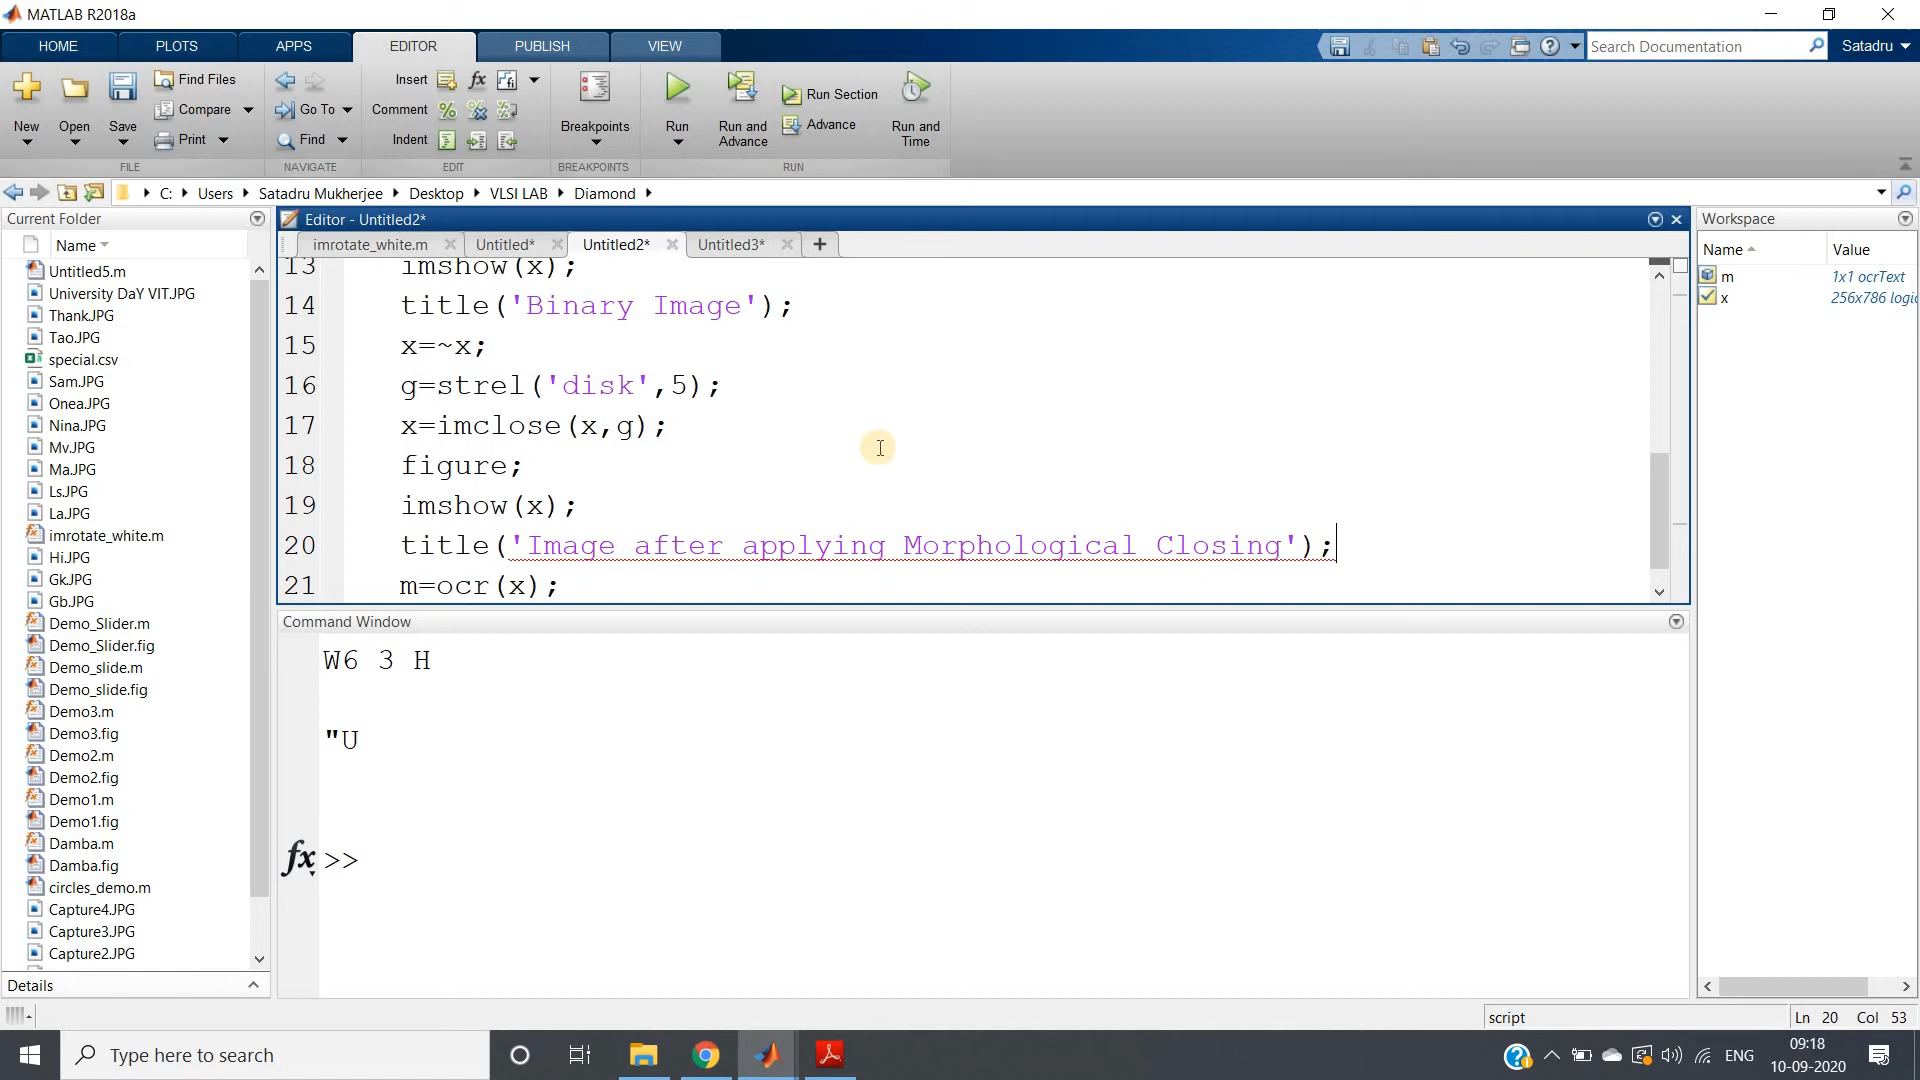 MATLAB R2018a
HOME PLOTS APPS EDITOR PUBLISH VIEW Search Documentation Satadru
New Open Save Find Files Compare Print Go To Find Insert Comment Indent Breakpoints Run Run and Advance Run Section Advance Run and Time
FILE NAVIGATE EDIT BREAKPOINTS RUN
C: Users Satadru Mukherjee Desktop VLSI LAB Diamond
Current Folder
Name
Untitled5.m
University DaY VIT.JPG
Thank.JPG
Tao.JPG
special.csv
Sam.JPG
Onea.JPG
Nina.JPG
Mv.JPG
Ma.JPG
Ls.JPG
La.JPG
imrotate_white.m
Hi.JPG
Gk.JPG
Gb.JPG
Demo_Slider.m
Demo_Slider.fig
Demo_slide.m
Demo_slide.fig
Demo3.m
Demo3.fig
Demo2.m
Demo2.fig
Demo1.m
Demo1.fig
Damba.m
Damba.fig
circles_demo.m
Capture4.JPG
Capture3.JPG
Capture2.JPG
Details
Editor - Untitled2*
imrotate_white.m Untitled* Untitled2* Untitled3*
13 imshow(x);
14 title('Binary Image');
15 x=~x;
16 g=strel('disk',5);
17 x=imclose(x,g);
18 figure;
19 imshow(x);
20 title('Image after applying Morphological Closing');
21 m=ocr(x);
Command Window
W6 3 H
"U
fx >>
Workspace
Name Value
m 1x1 ocrText
x 256x786 logic
script Ln 20 Col 53
Type here to search
ENG
09:18
10-09-2020